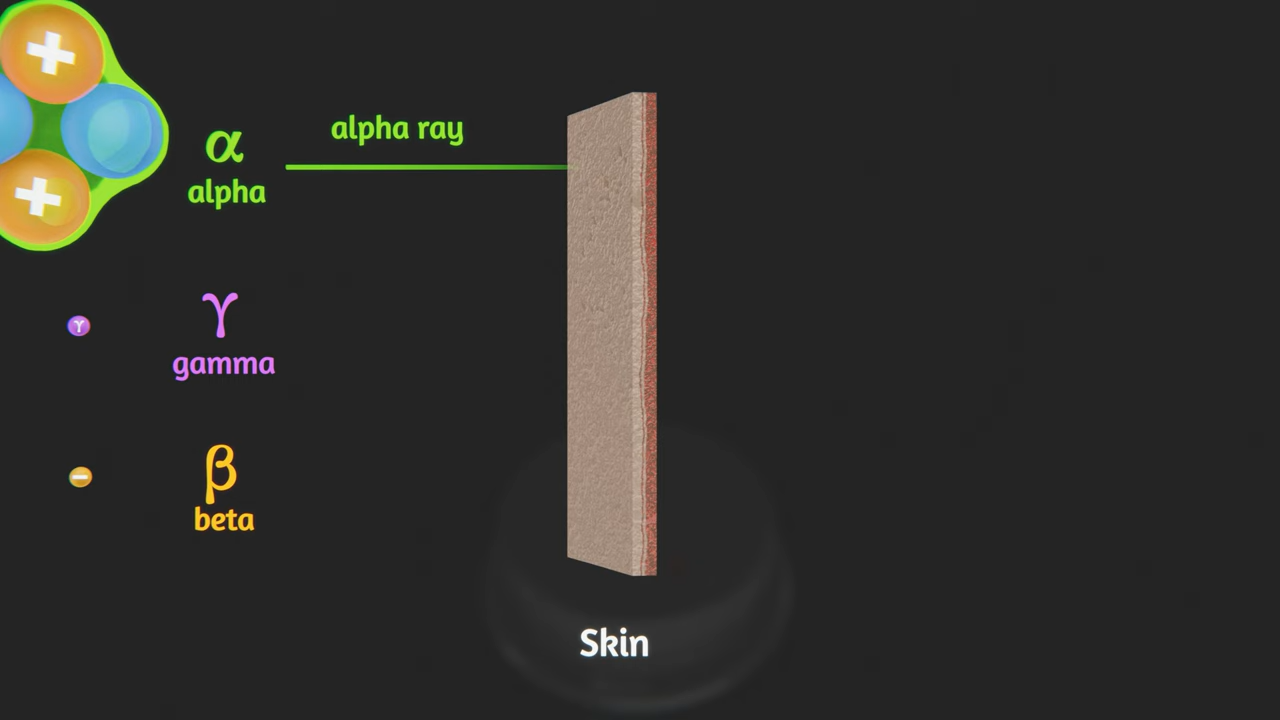 α
alpha
alpha ray
γ
γ
gamma
β
beta
Skin